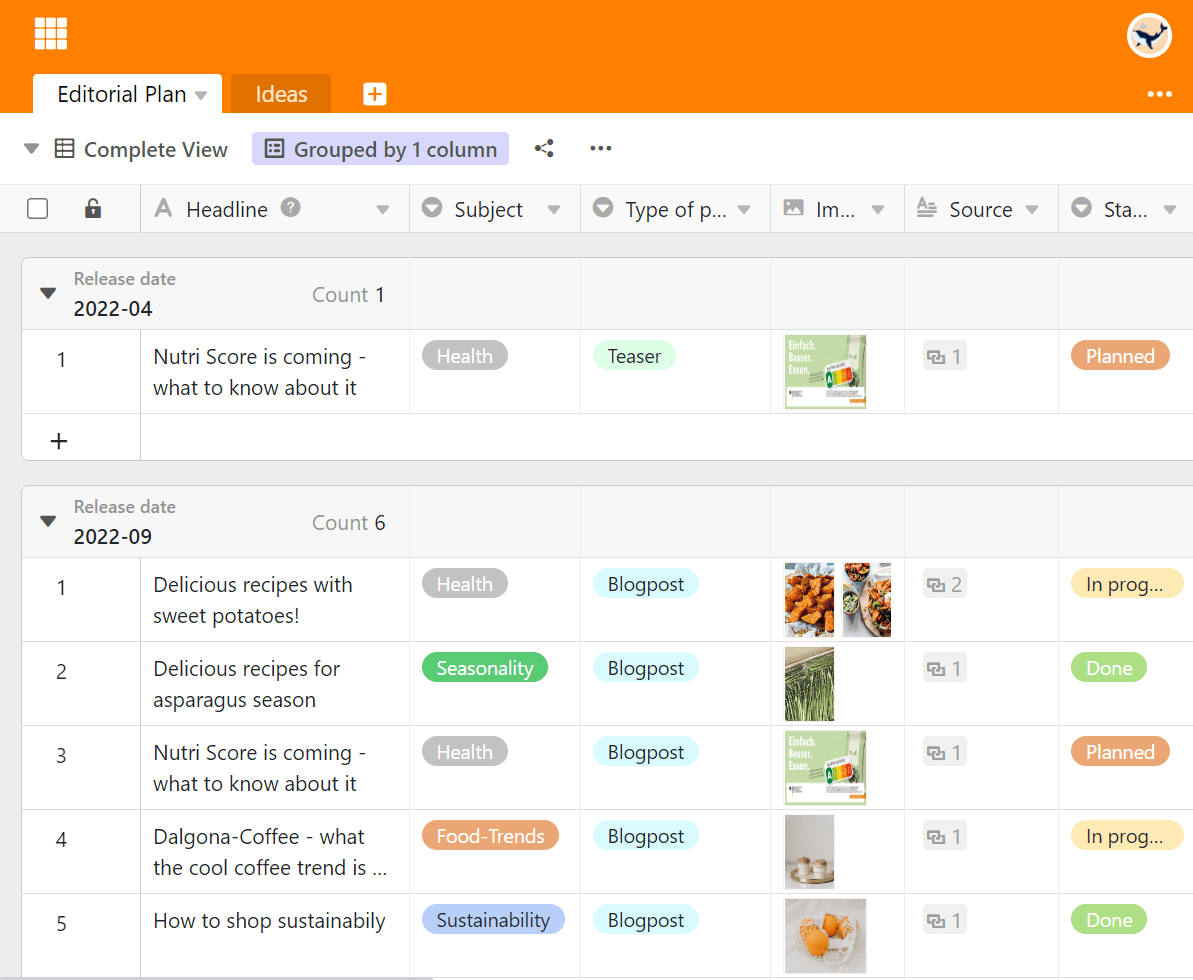 Editorial Plan Ideas
Complete View Grouped by 1 column
Headline ? Subject Type of p... Im... Source Sta...
Release date
2022-04 Count 1
1 Nutri Score is coming - Health Teaser 1 Planned
what to know about it
Einfach.
Besser.
Essen.
+
Release date
2022-09 Count 6
1 Delicious recipes with Health Blogpost 2 In prog...
sweet potatoes!
2 Delicious recipes for Seasonality Blogpost 1 Done
asparagus season
3 Nutri Score is coming - Health Blogpost 1 Planned
what to know about it
Einfach.
Besser.
Essen.
4 Dalgona-Coffee - what Food-Trends Blogpost 1 In prog...
the cool coffee trend is ...
5 How to shop sustainabily Sustainability Blogpost 1 Done